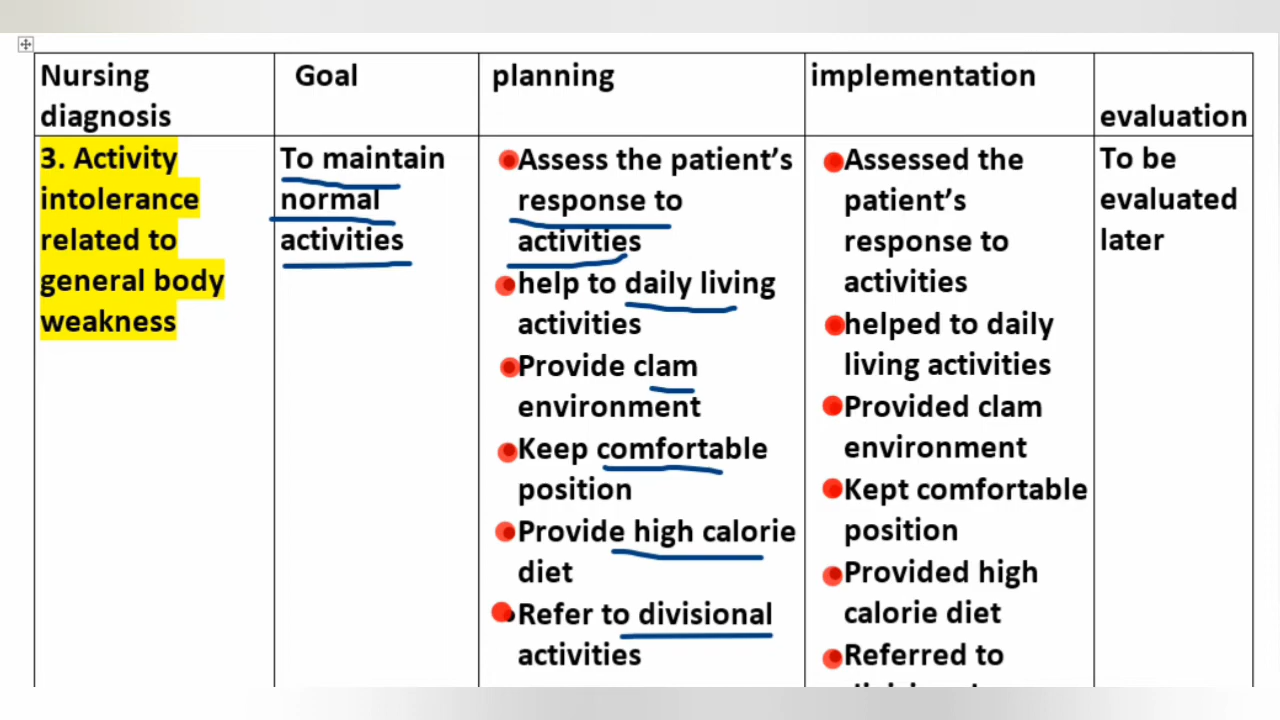 Nursing
diagnosis
Goal
planning
implementation
evaluation
3. Activity
intolerance
related to
general body
weakness
To maintain
normal
activities
Assess the patient’s
response to
activities
help to daily living
activities
Provide clam
environment
Keep comfortable
position
Provide high calorie
diet
Refer to divisional
activities
Assessed the
patient’s
response to
activities
helped to daily
living activities
Provided clam
environment
Kept comfortable
position
Provided high
calorie diet
Referred to
To be
evaluated
later